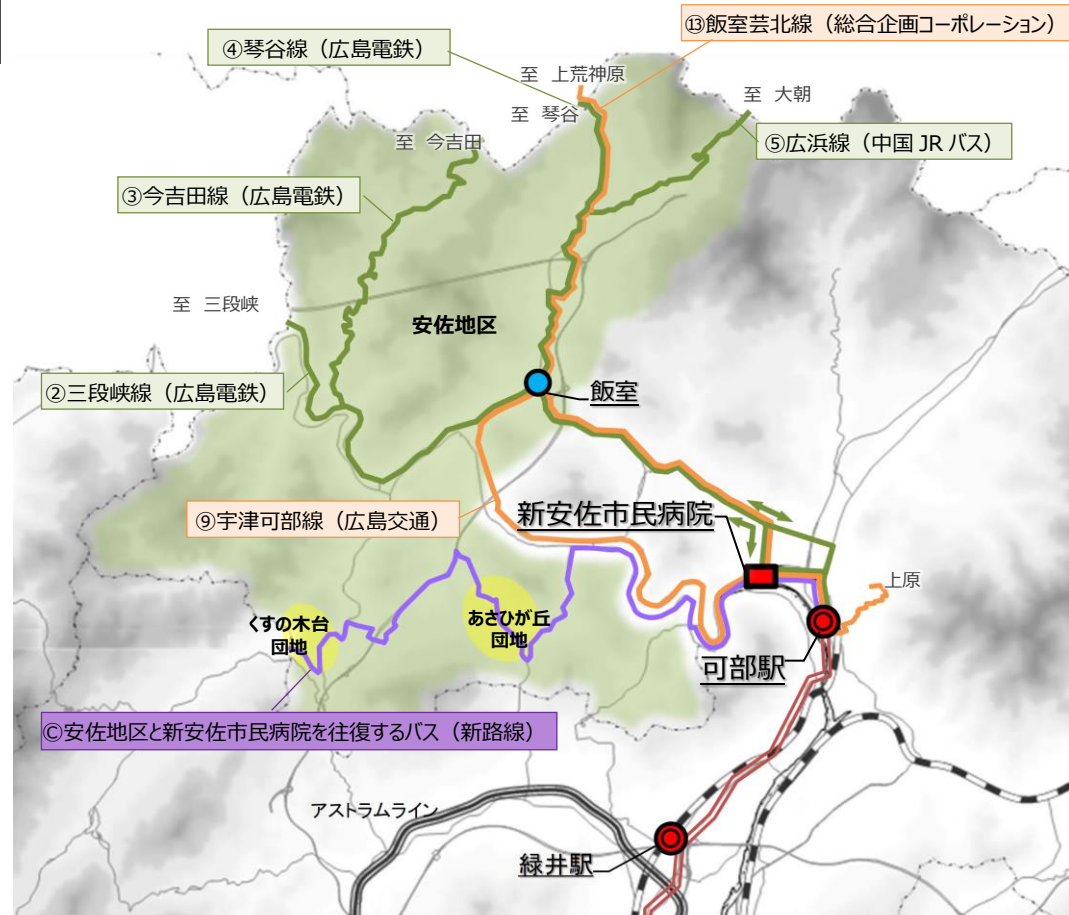 ⑬飯室芸北線（総合企画コーポレーション）
④琴谷線（広島電鉄）
至 上荒神原
至 大朝
至 琴谷
⑤広浜線（中国 JR バス）
至 今吉田
③今吉田線（広島電鉄）
至 三段峡
安佐地区
②三段峡線（広島電鉄）
飯室
⑨宇津可部線（広島交通）
新安佐市民病院
上原
くすの木台
団地
あさひが丘
団地
可部駅
Ⓒ安佐地区と新安佐市民病院を往復するバス（新路線）
アストラムライン
緑井駅